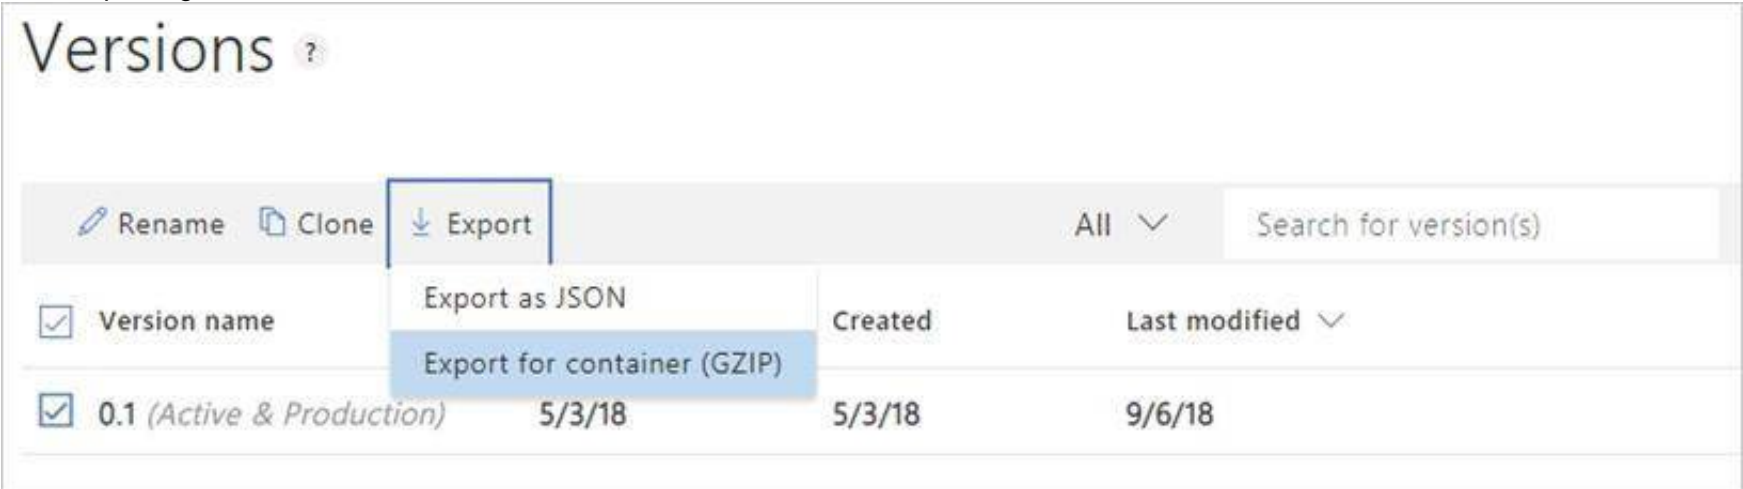 Versions ?
Rename Clone Export All Search for version(s)
Export as JSON
Version name Created Last modified
Export for container (GZIP)
0.1 (Active & Production) 5/3/18 5/3/18 9/6/18